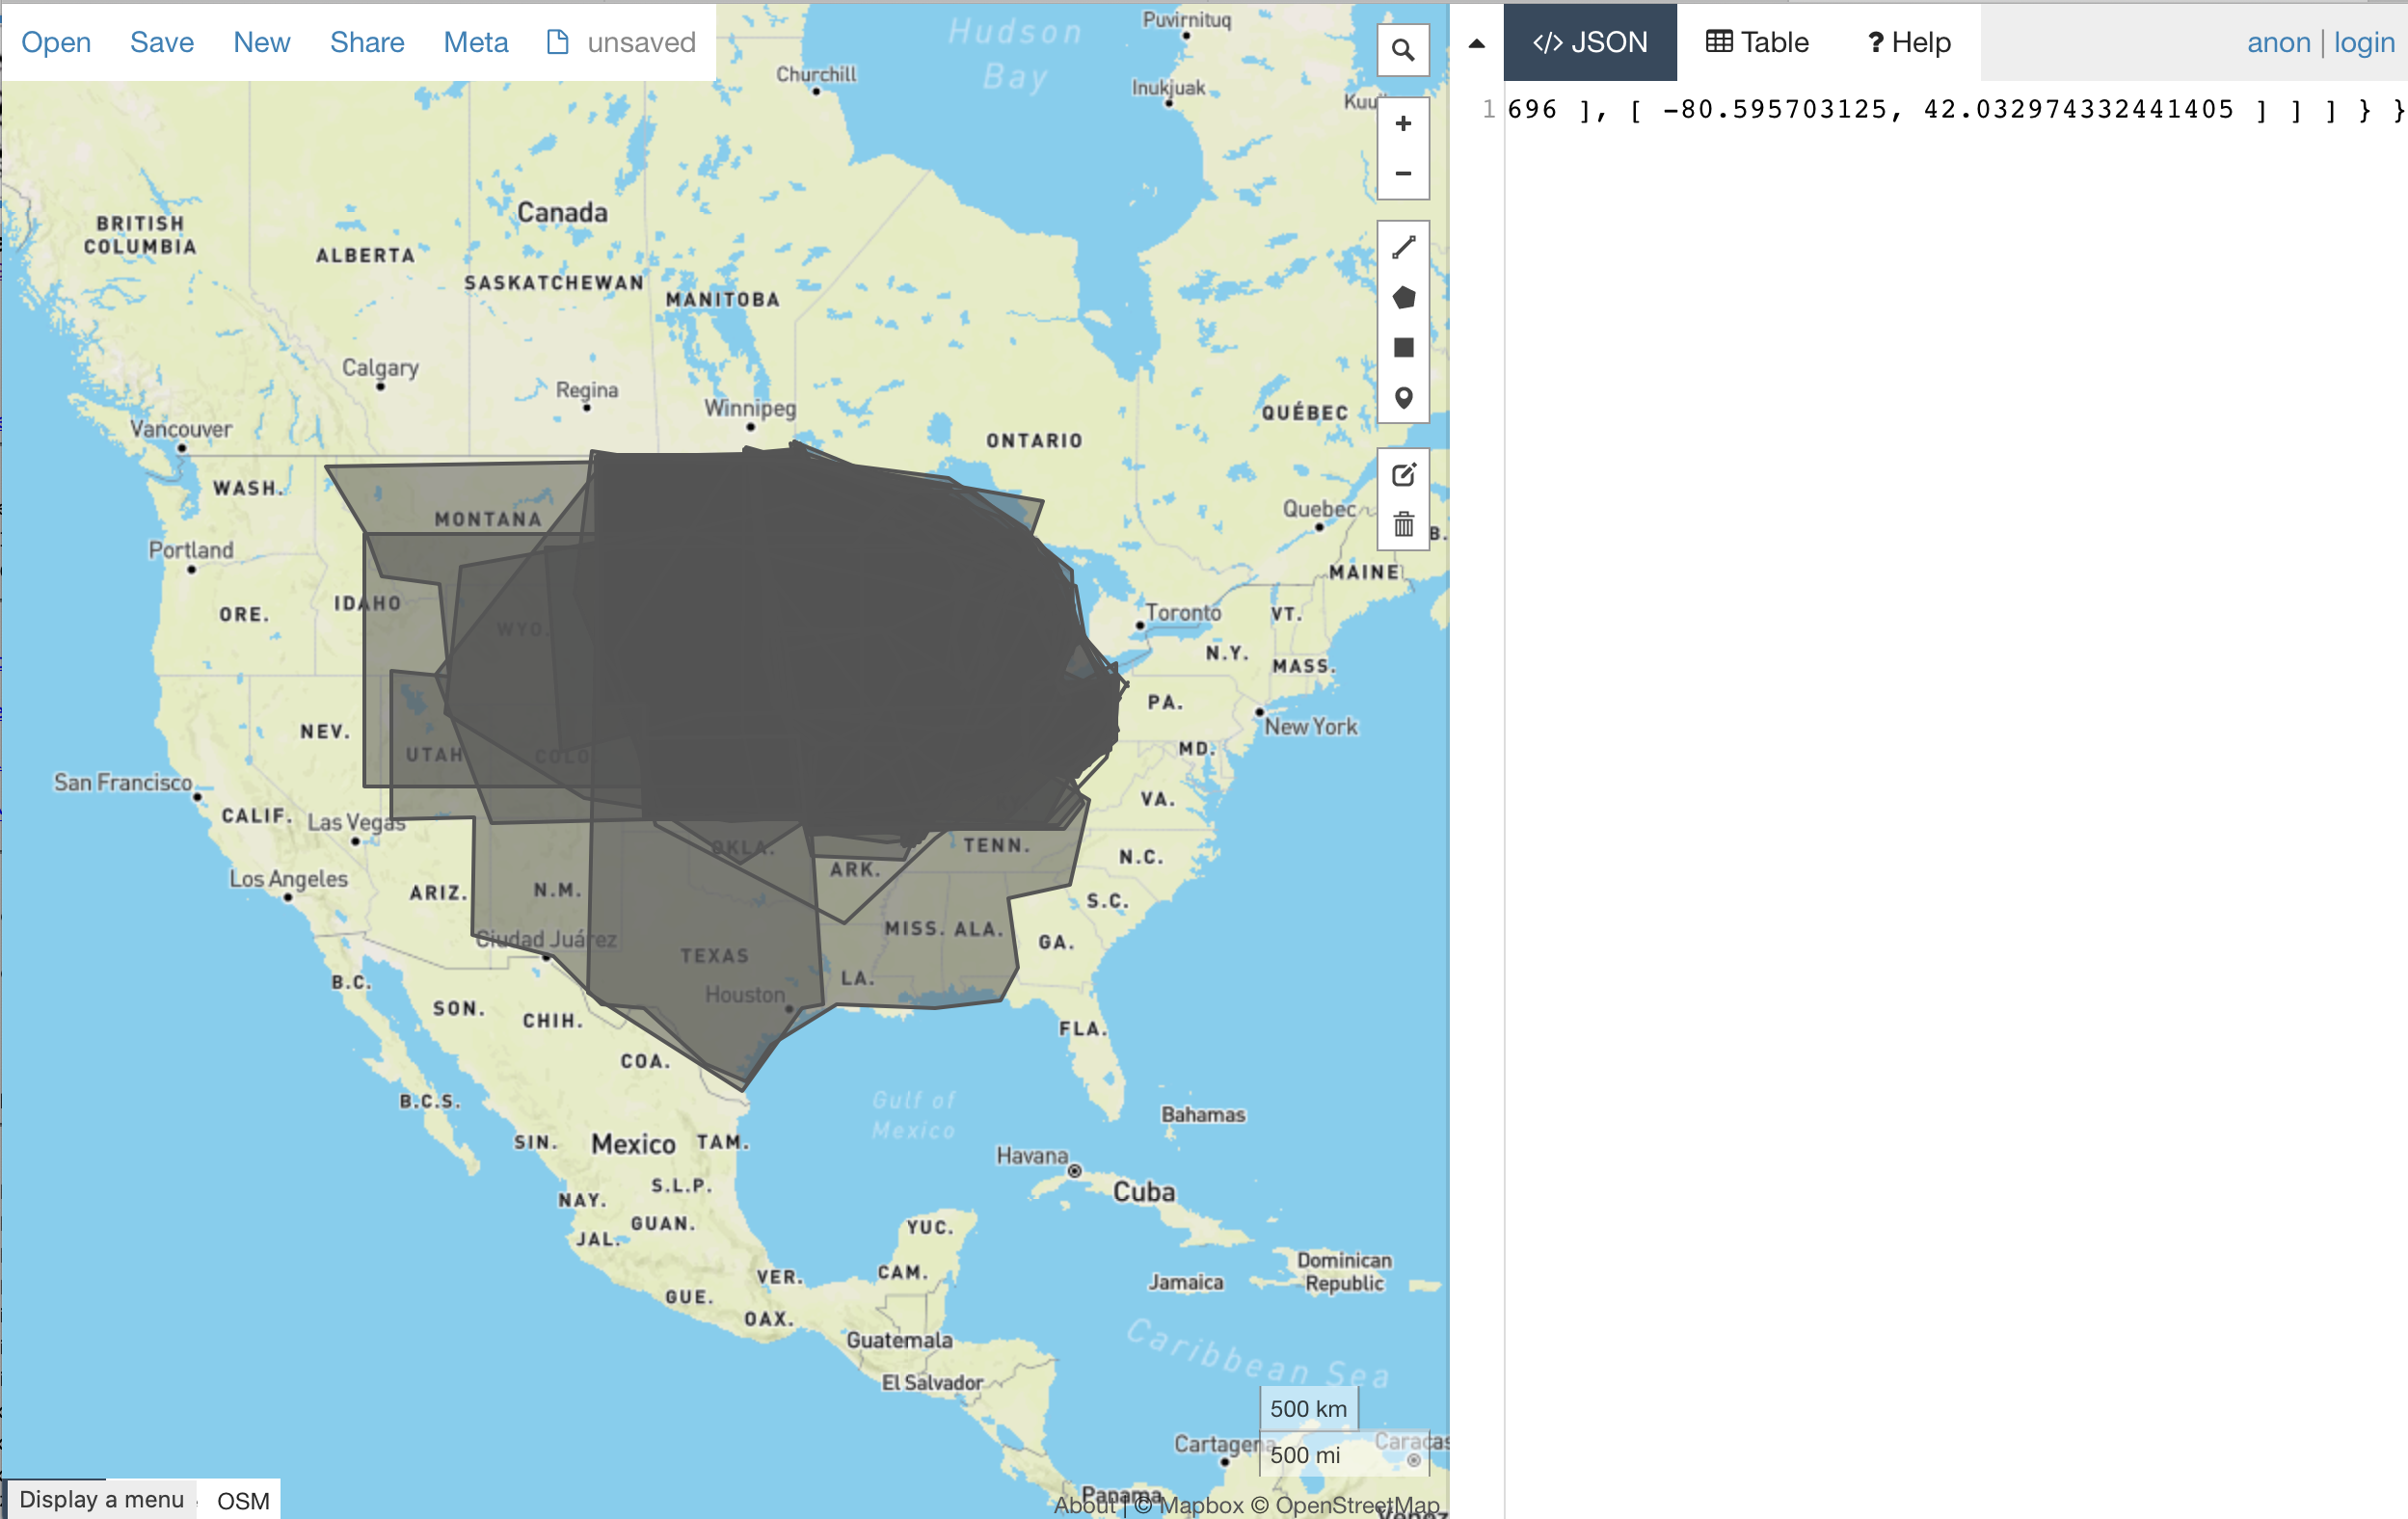 Open Save New Share Meta unsaved
</> JSON Table ? Help
anon | login
1 696 ], [ -80.595703125, 42.032974332441405 ] ] ] } }
Hudson
Bay
Puvirnituq
Churchill
Inukjuak
Canada
BRITISH
COLUMBIA
ALBERTA
SASKATCHEWAN
MANITOBA
Calgary
Regina
Winnipeg
QUÉBEC
Vancouver
ONTARIO
WASH.
Quebec
MONTANA
Portland
MAINE
IDAHO
ORE.
Toronto
VT.
WYO.
N.Y.
MASS.
PA.
NEV.
New York
UTAH
COLO.
MD.
San Francisco
VA.
CALIF.
Las Vegas
OKLA.
TENN.
N.C.
ARK.
Los Angeles
ARIZ.
N.M.
S.C.
MISS.
ALA.
Ciudad Juárez
GA.
TEXAS
LA.
B.C.
Houston
SON.
CHIH.
FLA.
COA.
B.C.S.
Gulf of
Mexico
Bahamas
SIN.
Mexico
TAM.
Havana
S.L.P.
Cuba
NAY.
GUAN.
YUC.
JAL.
Dominican
Republic
VER.
CAM.
Jamaica
GUE.
OAX.
Guatemala
Caribbean Sea
El Salvador
500 km
Cartagena
Caracas
500 mi
Panama
Display a menu
OSM
About | © Mapbox © OpenStreetMap